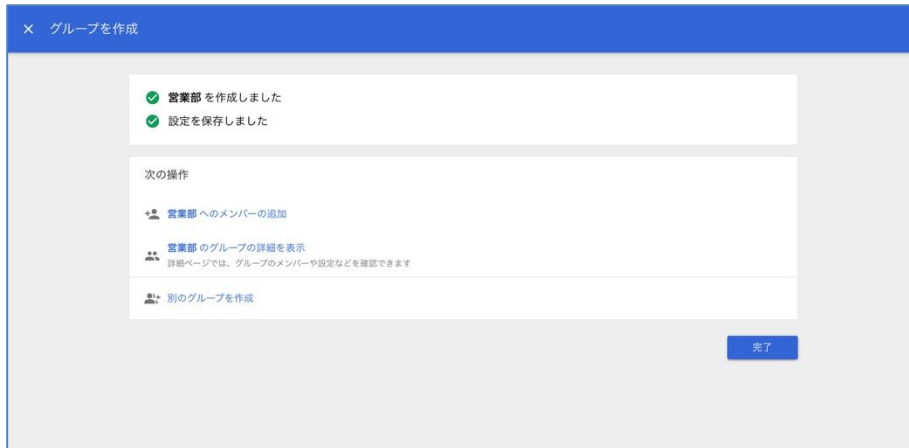 × グループを作成
営業部 を作成しました
設定を保存しました
次の操作
営業部 へのメンバーの追加
営業部 のグループの詳細を表示
詳細ページでは、グループのメンバーや設定などを確認できます
別のグループを作成
完了